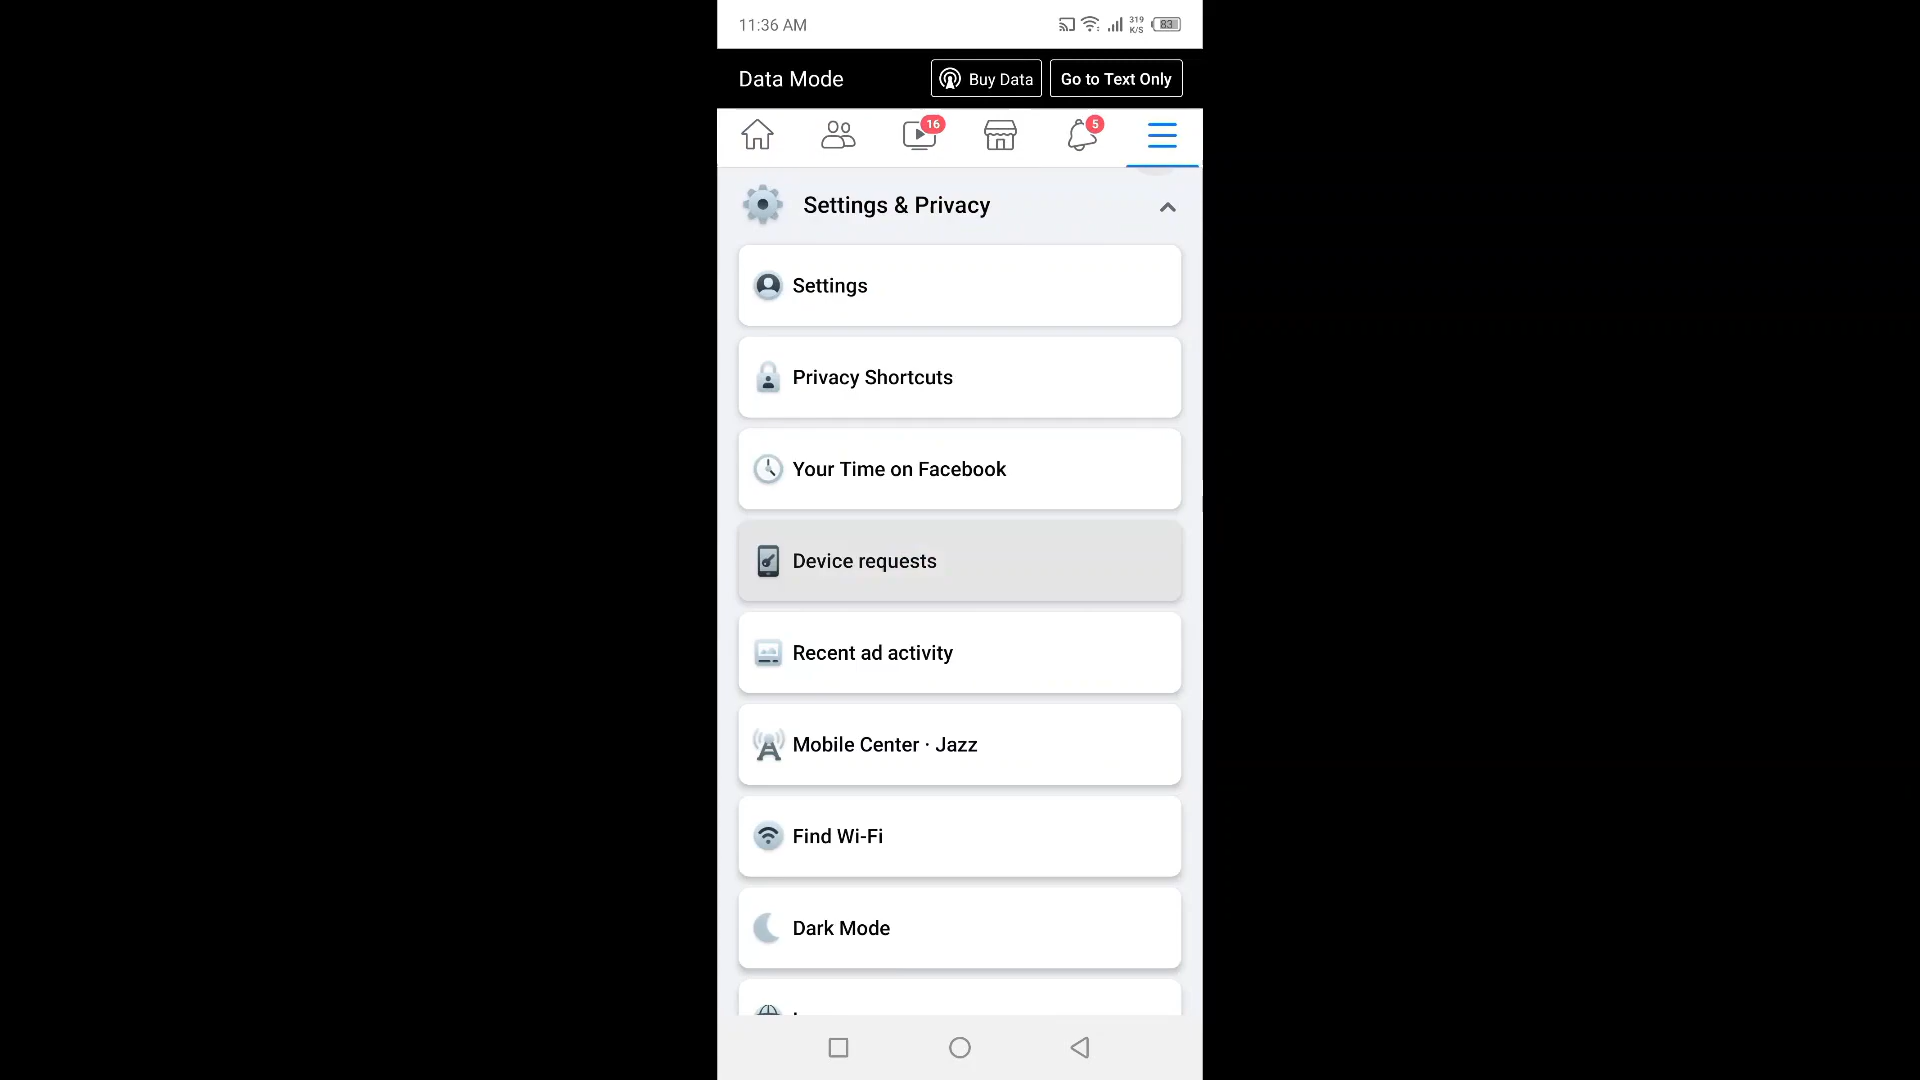 11:36 AM
319
K/S
83
Data Mode
Buy Data
Go to Text Only
16
5
Settings & Privacy
Settings
Privacy Shortcuts
Your Time on Facebook
Device requests
Recent ad activity
Mobile Center · Jazz
Find Wi-Fi
Dark Mode